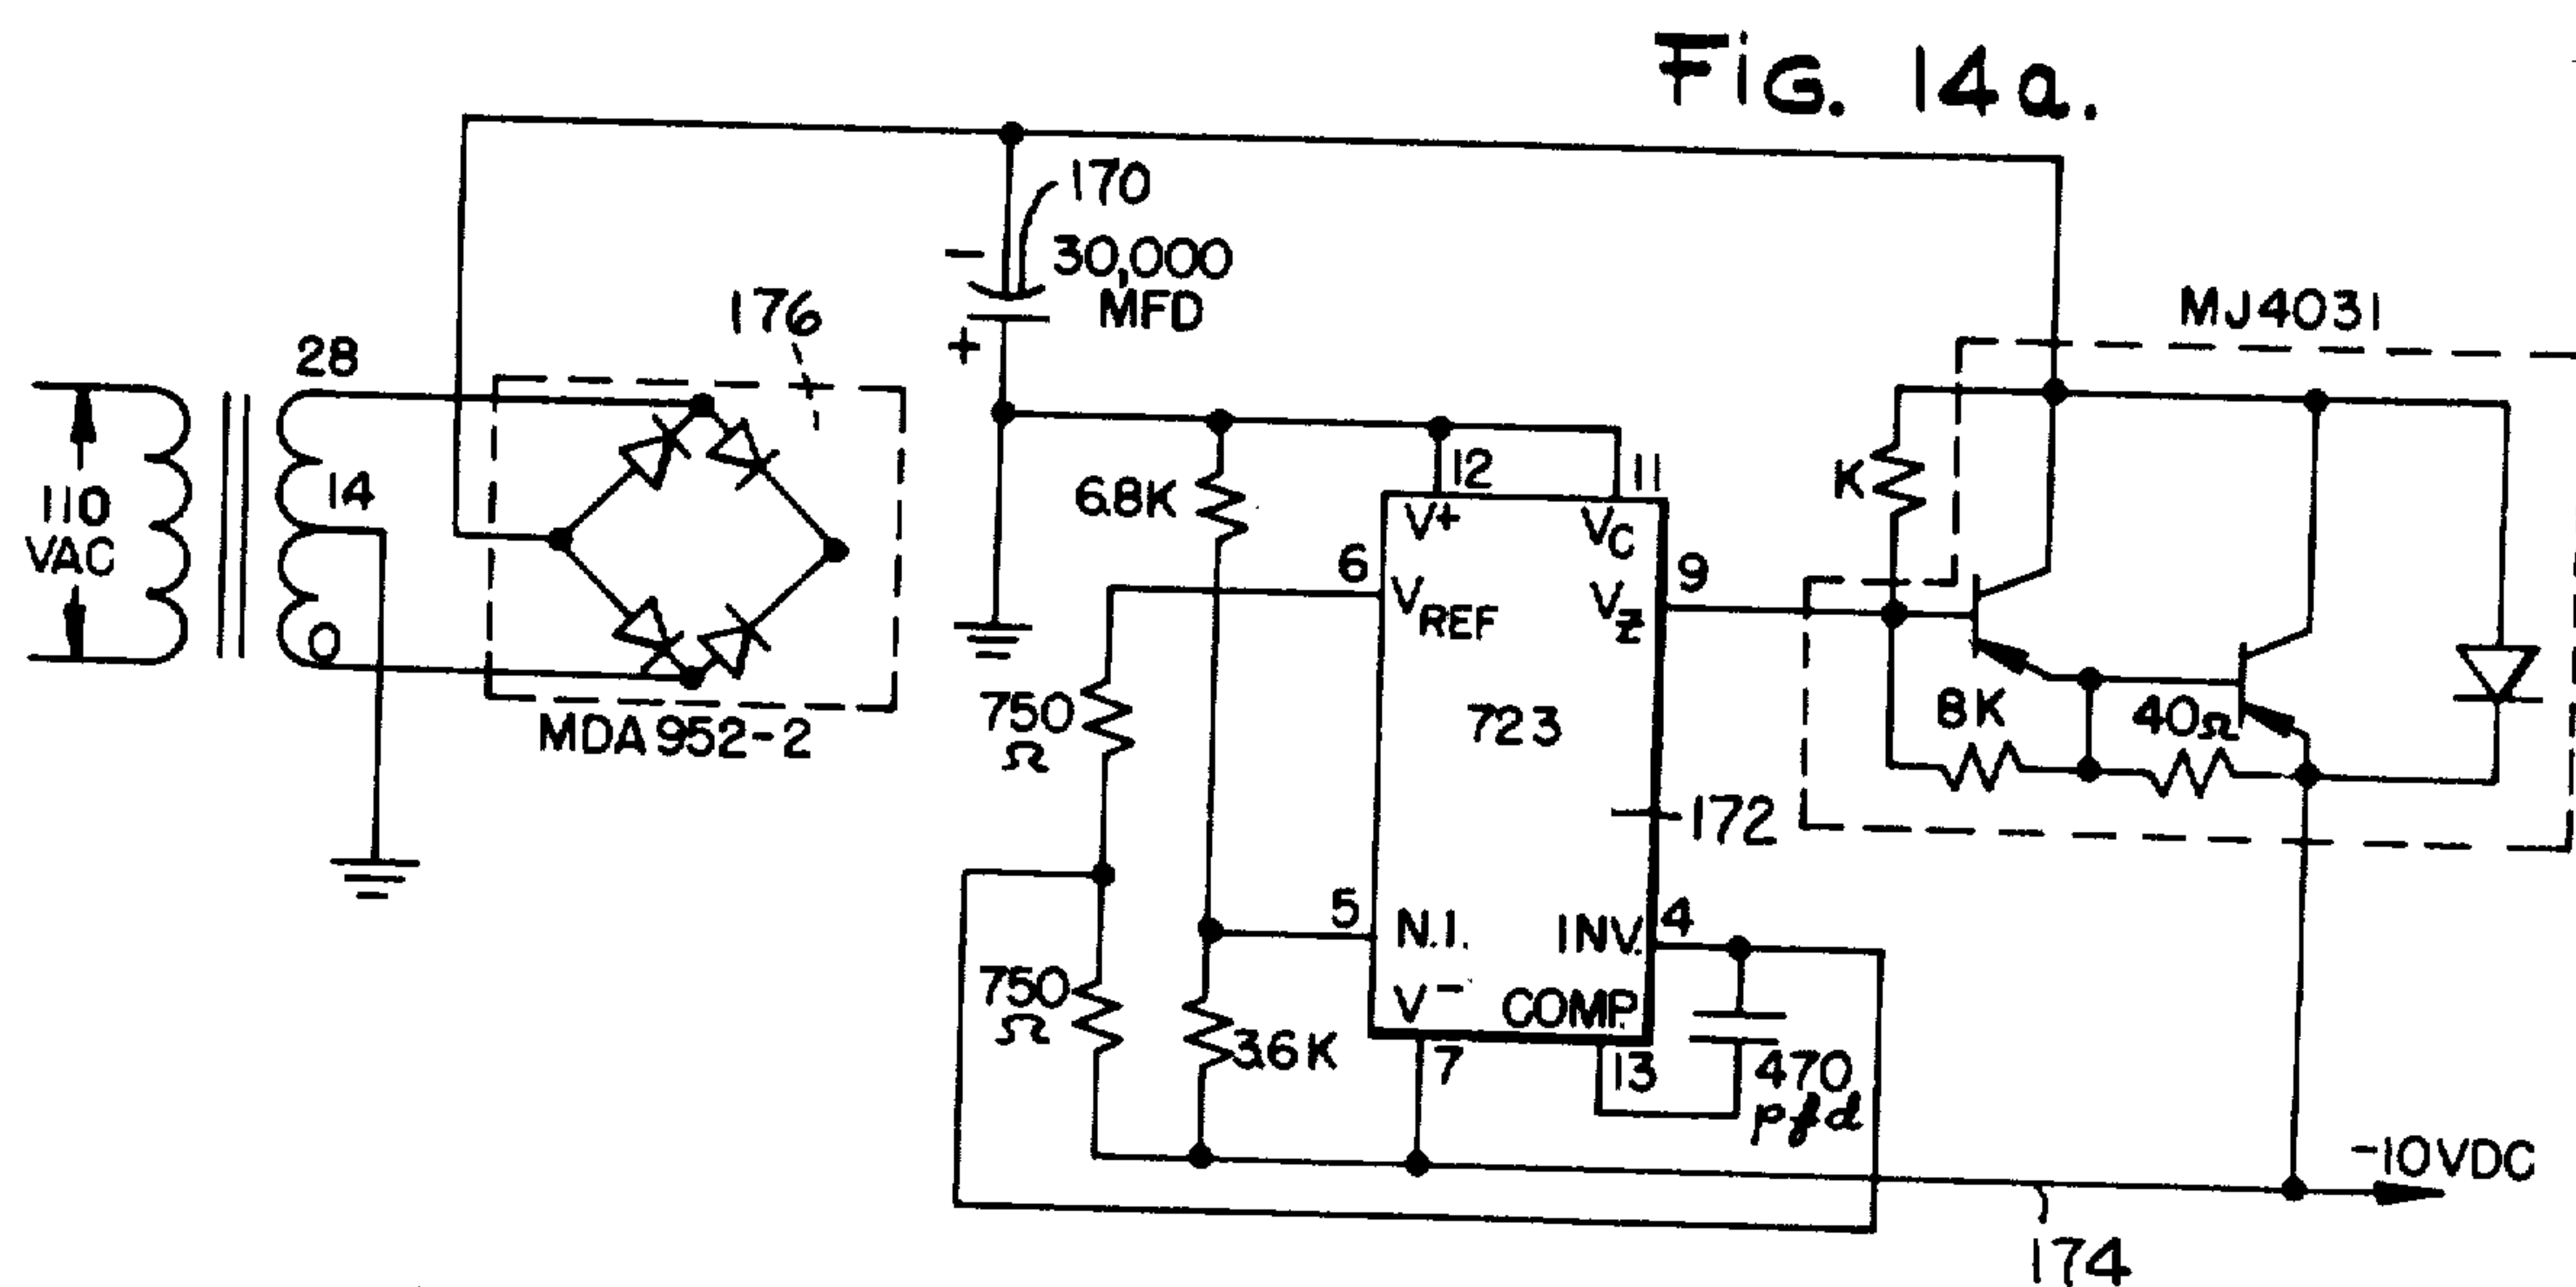 FiG. 14a.
170
- 30,000
MFD
+
176
MJ4031
28
14
0
110
VAC
MDA952-2
6.8K
12
11
V+
VC
K
6
VREF
VZ
9
750
Ω
723
8K
40Ω
172
5
N.I.
INV.
4
750
Ω
V-
COMP.
3.6K
7
13
470
pfd
-10VDC
174